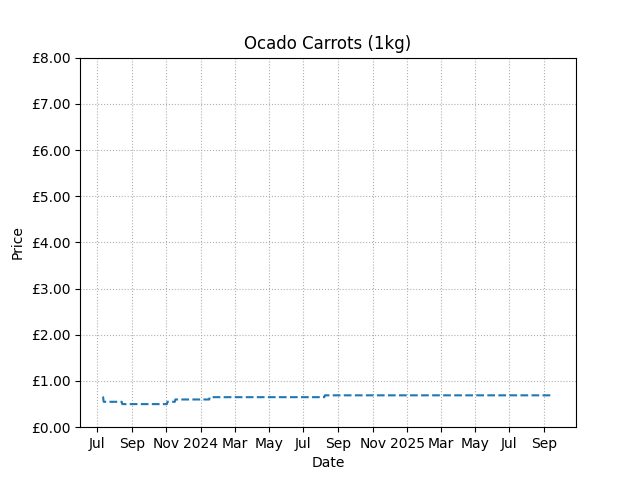 Ocado Carrots (1kg)
£8.00
£7.00
£6.00
£5.00
£4.00
£3.00
£2.00
£1.00
£0.00
Price
Jul Sep Nov 2024 Mar May Jul Sep Nov 2025 Mar May Jul Sep
Date